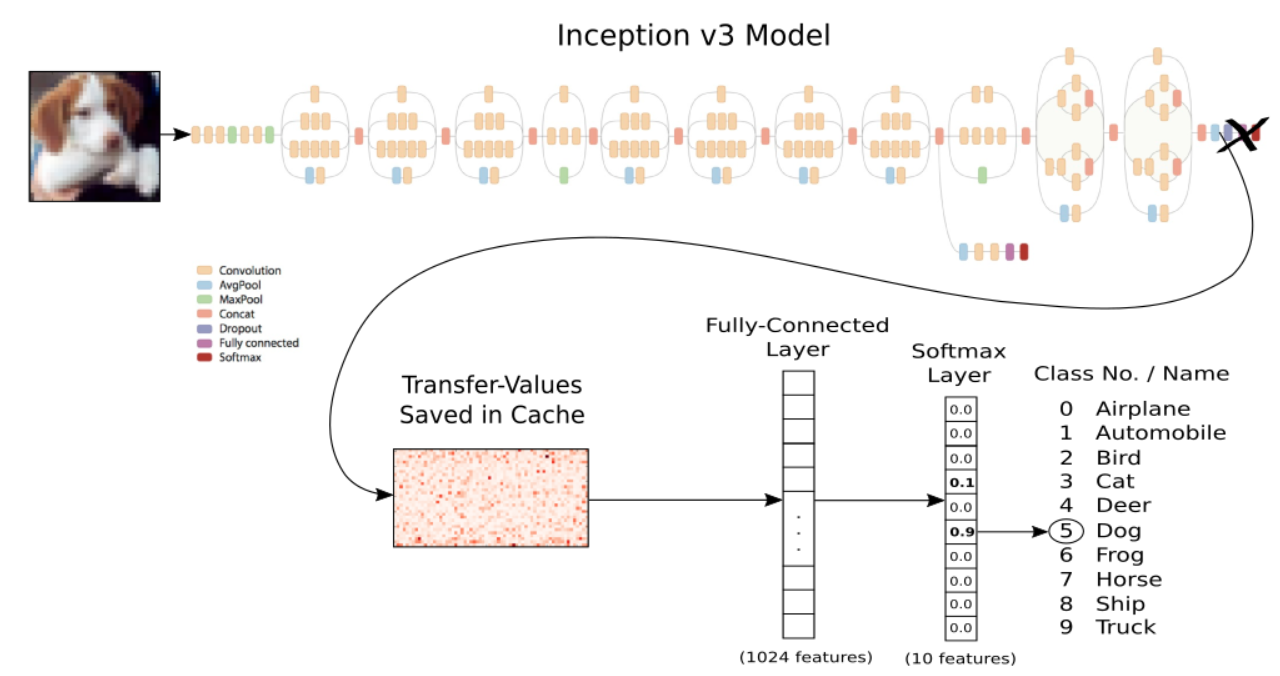 Inception v3 Model
Convolution
AvgPool
MaxPool
Concat
Dropout
Fully connected
Softmax
Transfer-Values
Saved in Cache
Fully-Connected
Layer
(1024 features)
Softmax
Layer
0.0
0.0
0.0
0.1
0.0
0.9
0.0
0.0
0.0
0.0
(10 features)
Class No. / Name
0 Airplane
1 Automobile
2 Bird
3 Cat
4 Deer
5 Dog
6 Frog
7 Horse
8 Ship
9 Truck